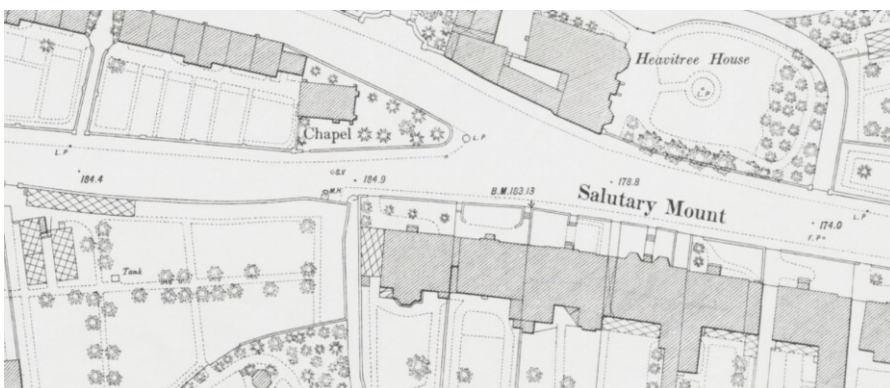 Heavitree House
Chapel
L.P
L.P
184.4
S.V
184.9
M.H.
B.M.183.13
178.8
Salutary Mount
L.P
174.0
F.P
Tank